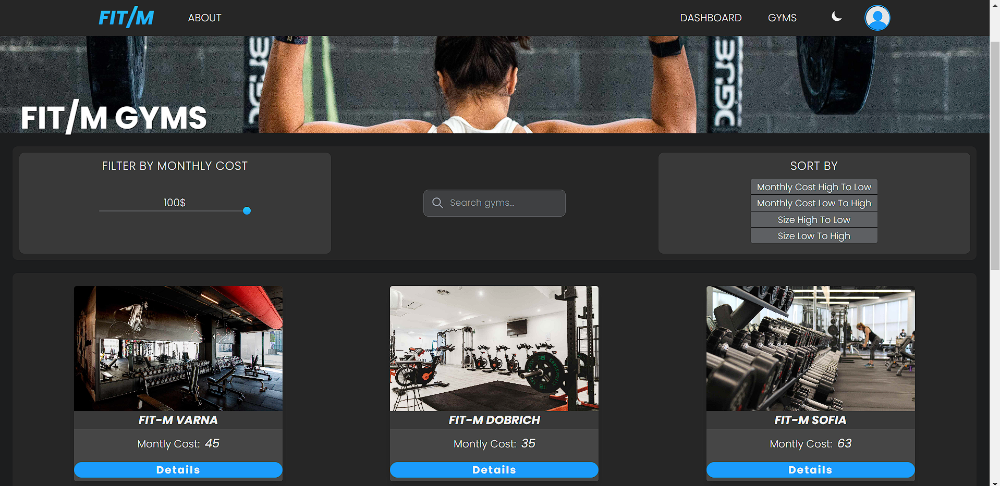 FIT/M
ABOUT
DASHBOARD
GYMS
FIT/M GYMS
FILTER BY MONTHLY COST
100$
Search gyms...
SORT BY
Monthly Cost High To Low
Monthly Cost Low To High
Size High To Low
Size Low To High
FIT-M VARNA
Montly Cost: 45
Details
FIT-M DOBRICH
Montly Cost: 35
Details
FIT-M SOFIA
Montly Cost: 63
Details